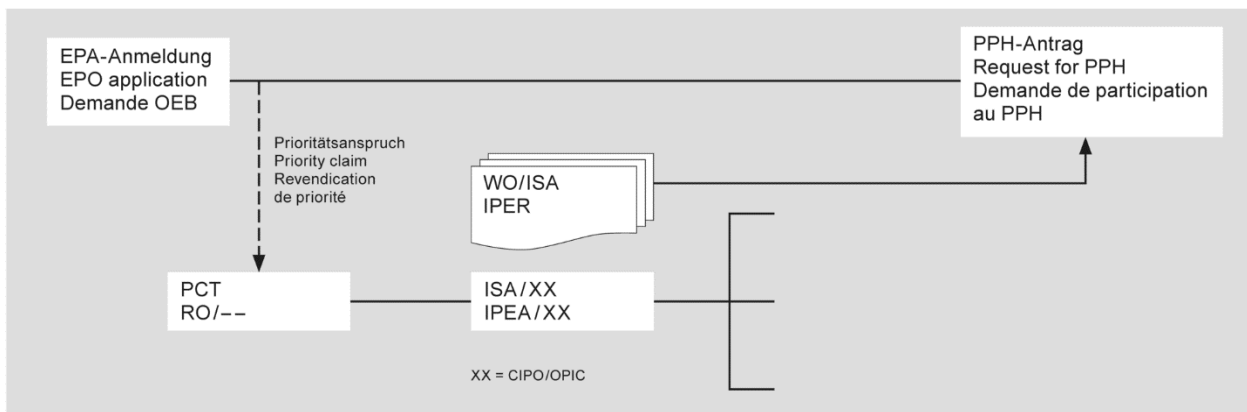 EPA-Anmeldung
EPO application
Demande OEB
PPH-Antrag
Request for PPH
Demande de participation
au PPH
Prioritätsanspruch
Priority claim
Revendication
de priorité
WO/ISA
IPER
PCT
RO/– –
ISA/XX
IPEA/XX
XX = CIPO/OPIC